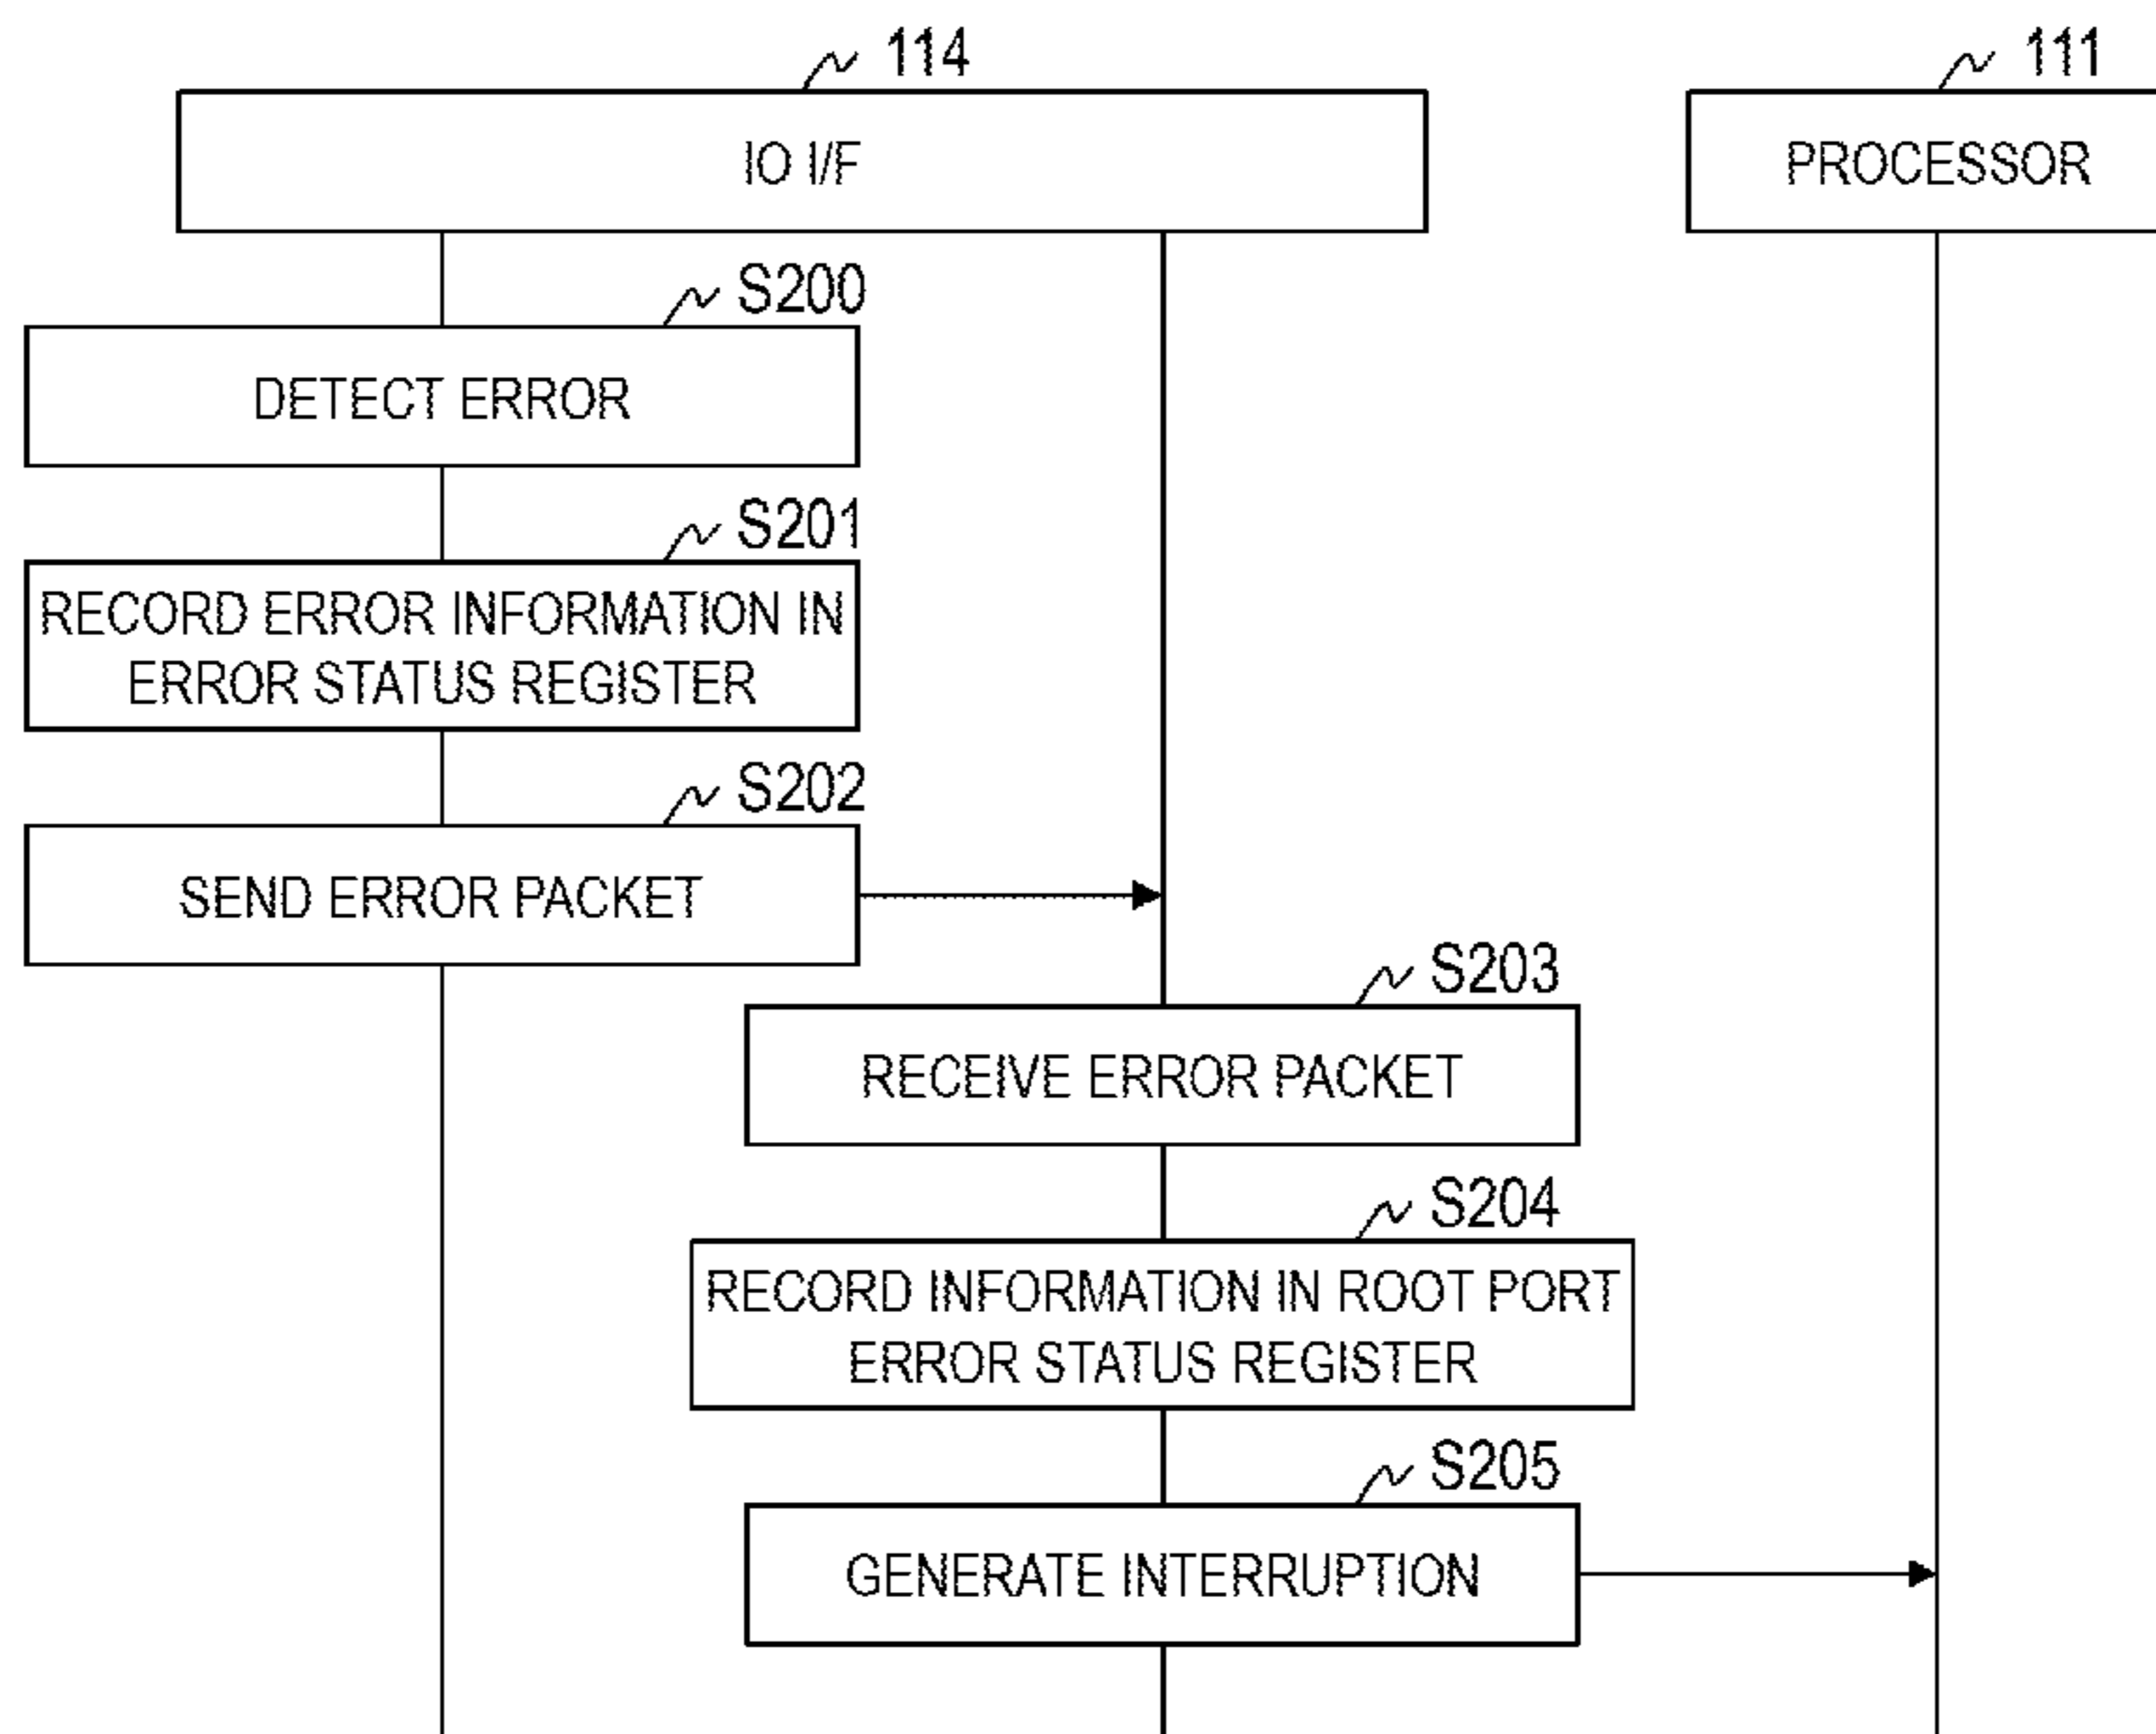 114
111
IO I/F
PROCESSOR
S200
DETECT ERROR
S201
RECORD ERROR INFORMATION IN
ERROR STATUS REGISTER
S202
SEND ERROR PACKET
S203
RECEIVE ERROR PACKET
S204
RECORD INFORMATION IN ROOT PORT
ERROR STATUS REGISTER
S205
GENERATE INTERRUPTION